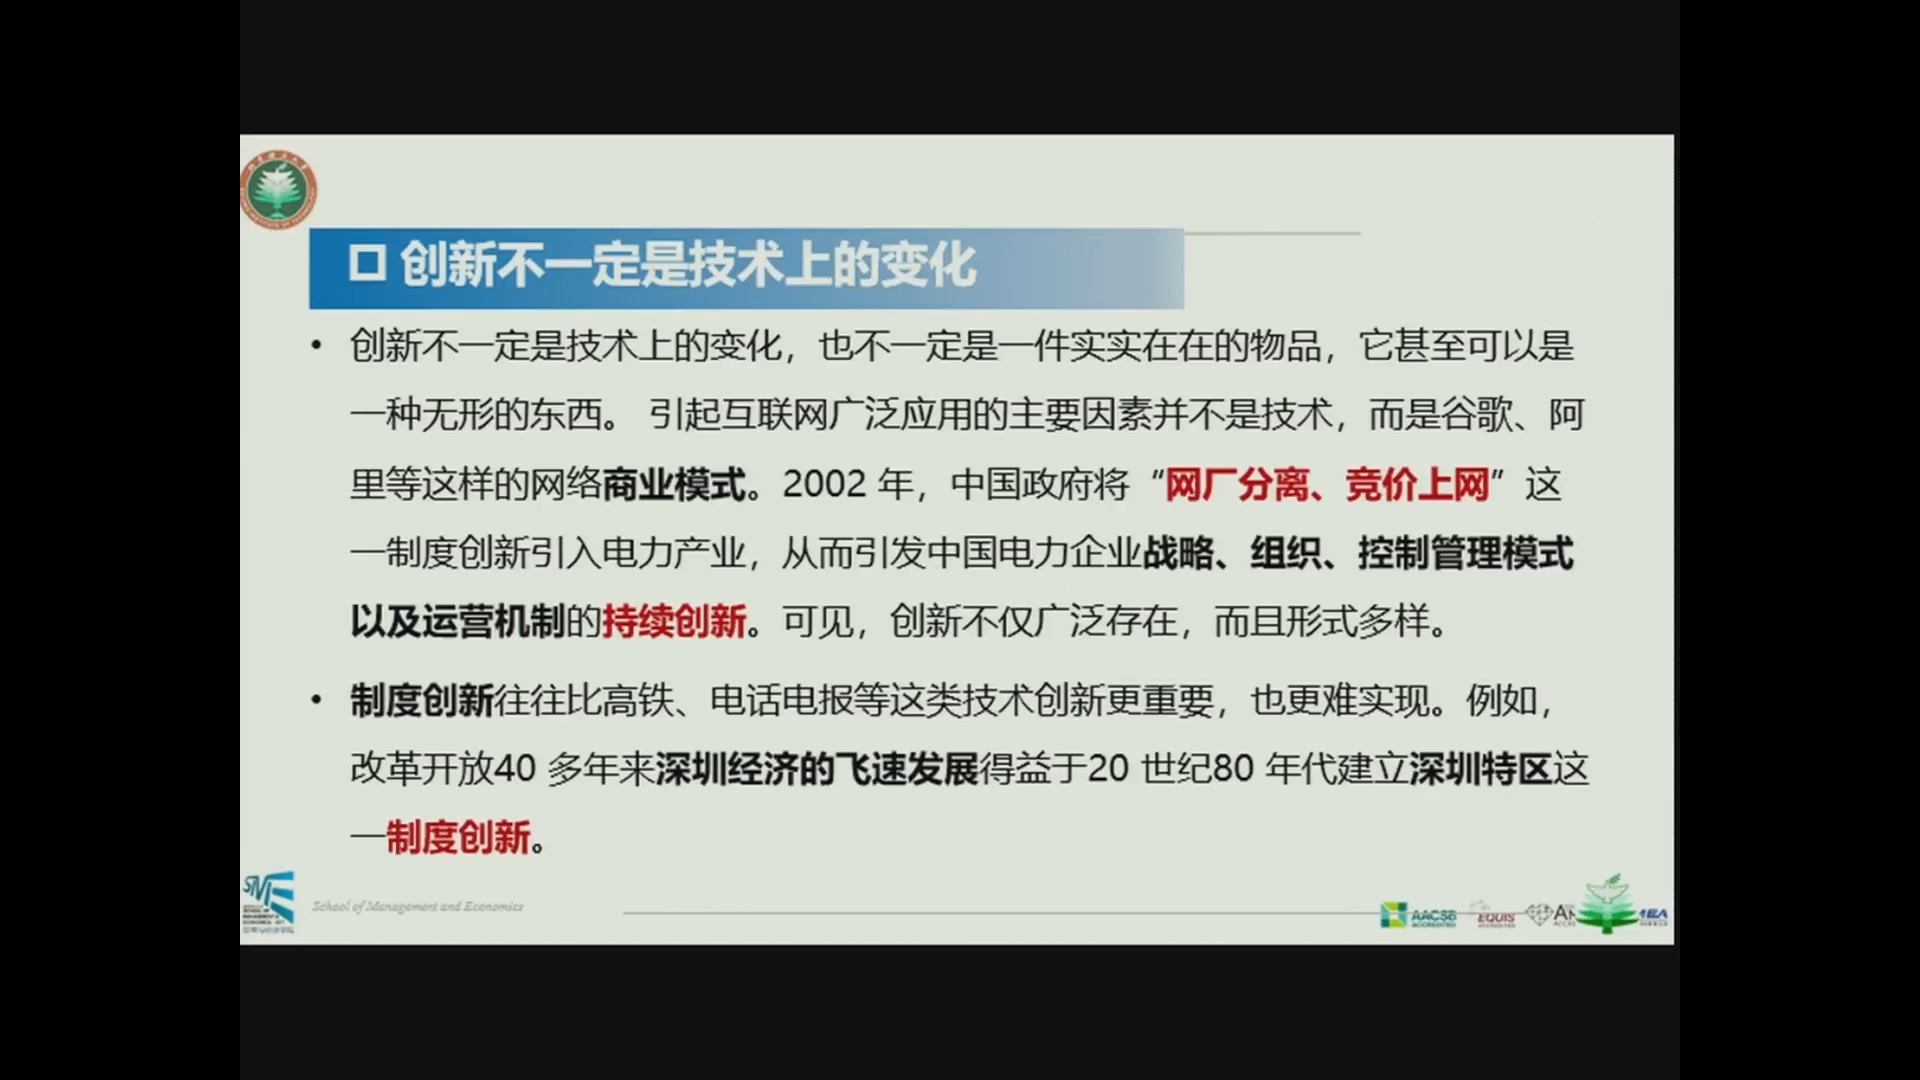 创新不一定是技术上的变化
• 创新不一定是技术上的变化，也不一定是一件实实在在的物品，它甚至可以是
一种无形的东西。 引起互联网广泛应用的主要因素并不是技术，而是谷歌、阿
里等这样的网络商业模式。2002 年，中国政府将“网厂分离、竞价上网”这
一制度创新引入电力产业，从而引发中国电力企业战略、组织、控制管理模式
以及运营机制的持续创新。可见，创新不仅广泛存在，而且形式多样。
• 制度创新往往比高铁、电话电报等这类技术创新更重要，也更难实现。例如，
改革开放40 多年来深圳经济的飞速发展得益于20 世纪80 年代建立深圳特区这
一制度创新。
School of Management and Economics
AACSB
ACCREDITED
EQUIS
ACCREDITED